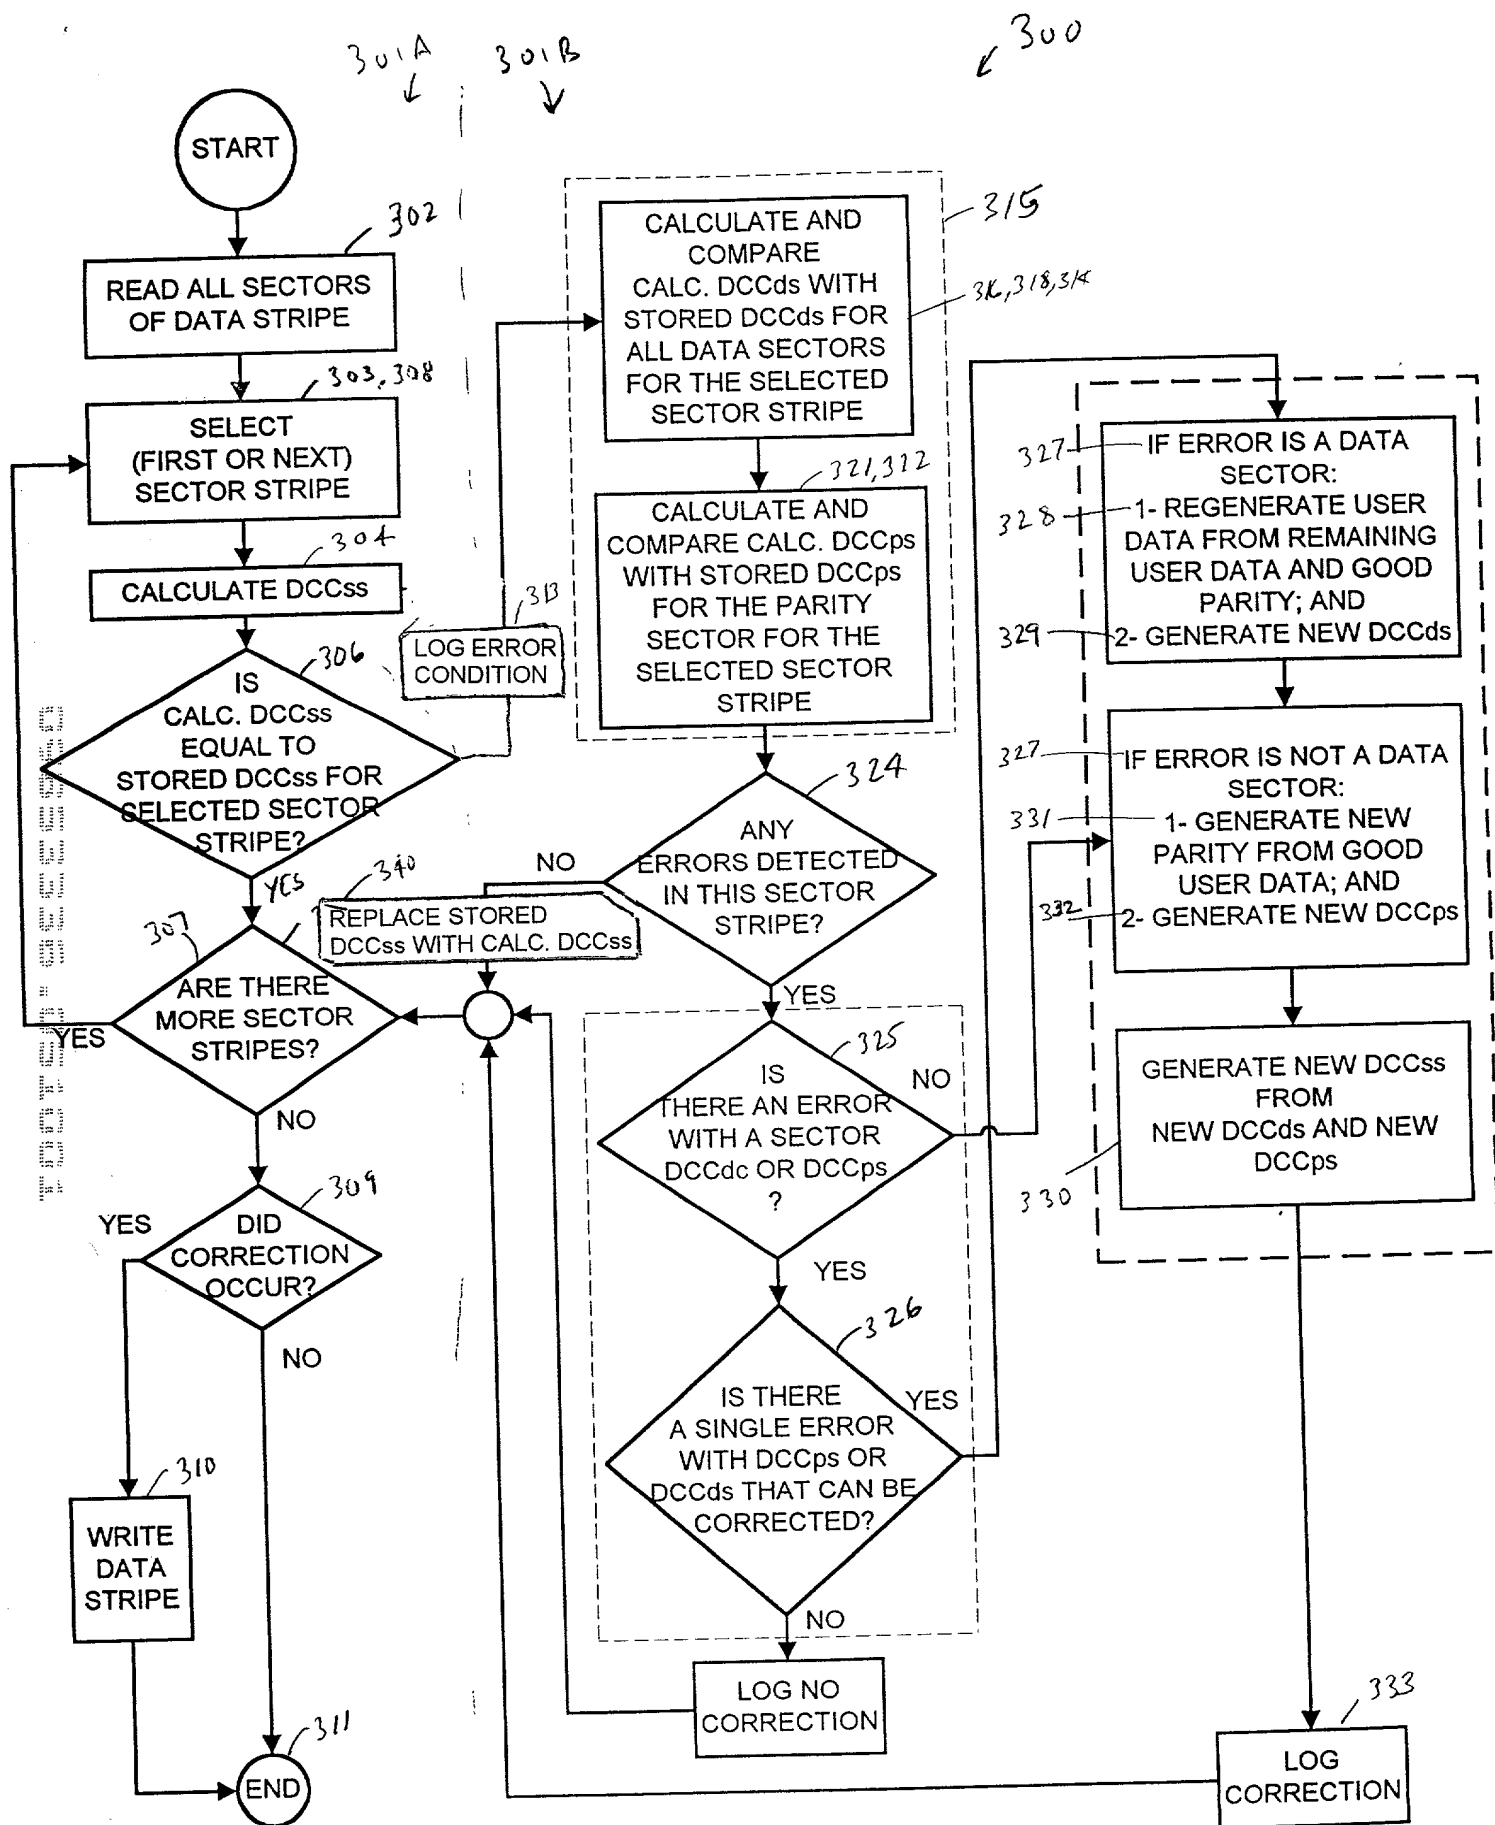 301A
301B
300
START
302
READ ALL SECTORS
OF DATA STRIPE
303, 308
SELECT
(FIRST OR NEXT)
SECTOR STRIPE
304
CALCULATE DCCss
306
IS
CALC. DCCss
EQUAL TO
STORED DCCss FOR
SELECTED SECTOR
STRIPE?
YES
313
LOG ERROR
CONDITION
307
ARE THERE
MORE SECTOR
STRIPES?
YES
NO
309
DID
CORRECTION
OCCUR?
YES
NO
310
WRITE
DATA
STRIPE
311
END
315
CALCULATE AND
COMPARE
CALC. DCCds WITH
STORED DCCds FOR
ALL DATA SECTORS
FOR THE SELECTED
SECTOR STRIPE
321, 312
CALCULATE AND
COMPARE CALC. DCCps
WITH STORED DCCps
FOR THE PARITY
SECTOR FOR THE
SELECTED SECTOR
STRIPE
324
ANY
ERRORS DETECTED
IN THIS SECTOR
STRIPE?
NO
YES
340
REPLACE STORED
DCCss WITH CALC. DCCss
325
IS
THERE AN ERROR
WITH A SECTOR
DCCdc OR DCCps
?
NO
YES
326
IS THERE
A SINGLE ERROR
WITH DCCps OR
DCCds THAT CAN BE
CORRECTED?
YES
NO
LOG NO
CORRECTION
327
IF ERROR IS A DATA
SECTOR:
328
1- REGENERATE USER
DATA FROM REMAINING
USER DATA AND GOOD
PARITY; AND
329
2- GENERATE NEW DCCds
327
IF ERROR IS NOT A DATA
SECTOR:
331
1- GENERATE NEW
PARITY FROM GOOD
USER DATA; AND
332
2- GENERATE NEW DCCps
330
GENERATE NEW DCCss
FROM
NEW DCCds AND NEW
DCCps
333
LOG
CORRECTION